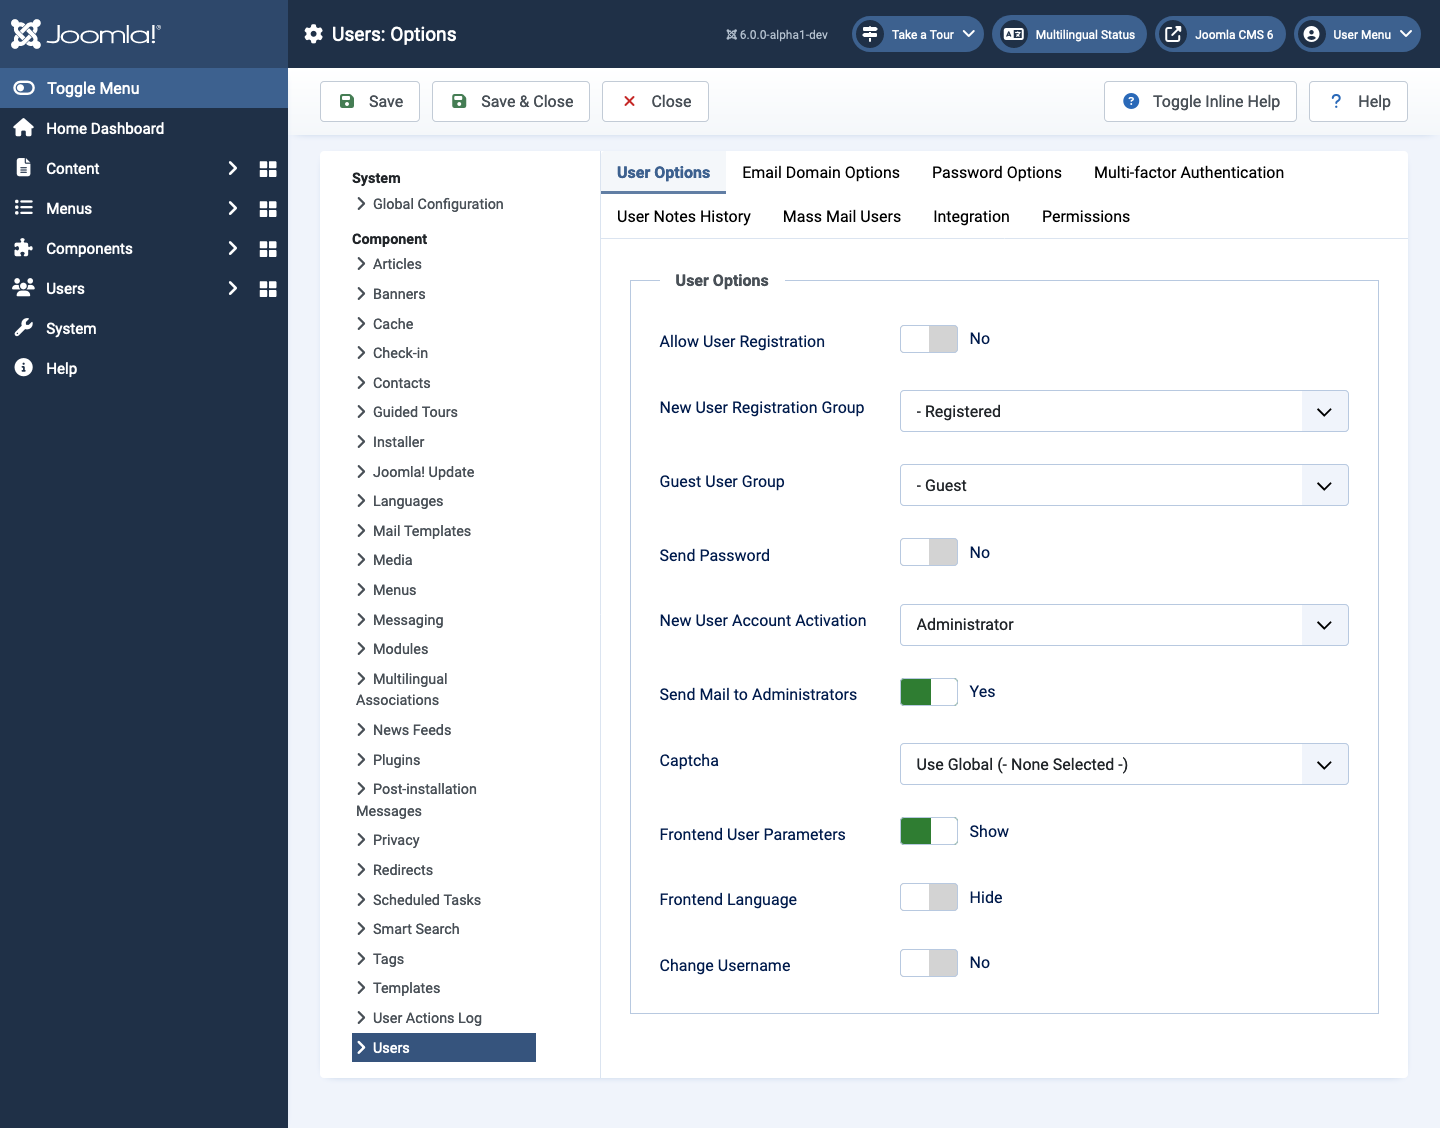 Joomla!®
Users: Options
6.0.0-alpha1-dev
Take a Tour
Multilingual Status
Joomla CMS 6
User Menu
Toggle Menu
Home Dashboard
Content
Menus
Components
Users
System
Help
Save
Save & Close
Close
Toggle Inline Help
Help
System
Global Configuration
Component
Articles
Banners
Cache
Check-in
Contacts
Guided Tours
Installer
Joomla! Update
Languages
Mail Templates
Media
Menus
Messaging
Modules
Multilingual
Associations
News Feeds
Plugins
Post-installation
Messages
Privacy
Redirects
Scheduled Tasks
Smart Search
Tags
Templates
User Actions Log
Users
User Options
Email Domain Options
Password Options
Multi-factor Authentication
User Notes History
Mass Mail Users
Integration
Permissions
User Options
Allow User Registration
No
New User Registration Group
- Registered
Guest User Group
- Guest
Send Password
No
New User Account Activation
Administrator
Send Mail to Administrators
Yes
Captcha
Use Global (- None Selected -)
Frontend User Parameters
Show
Frontend Language
Hide
Change Username
No